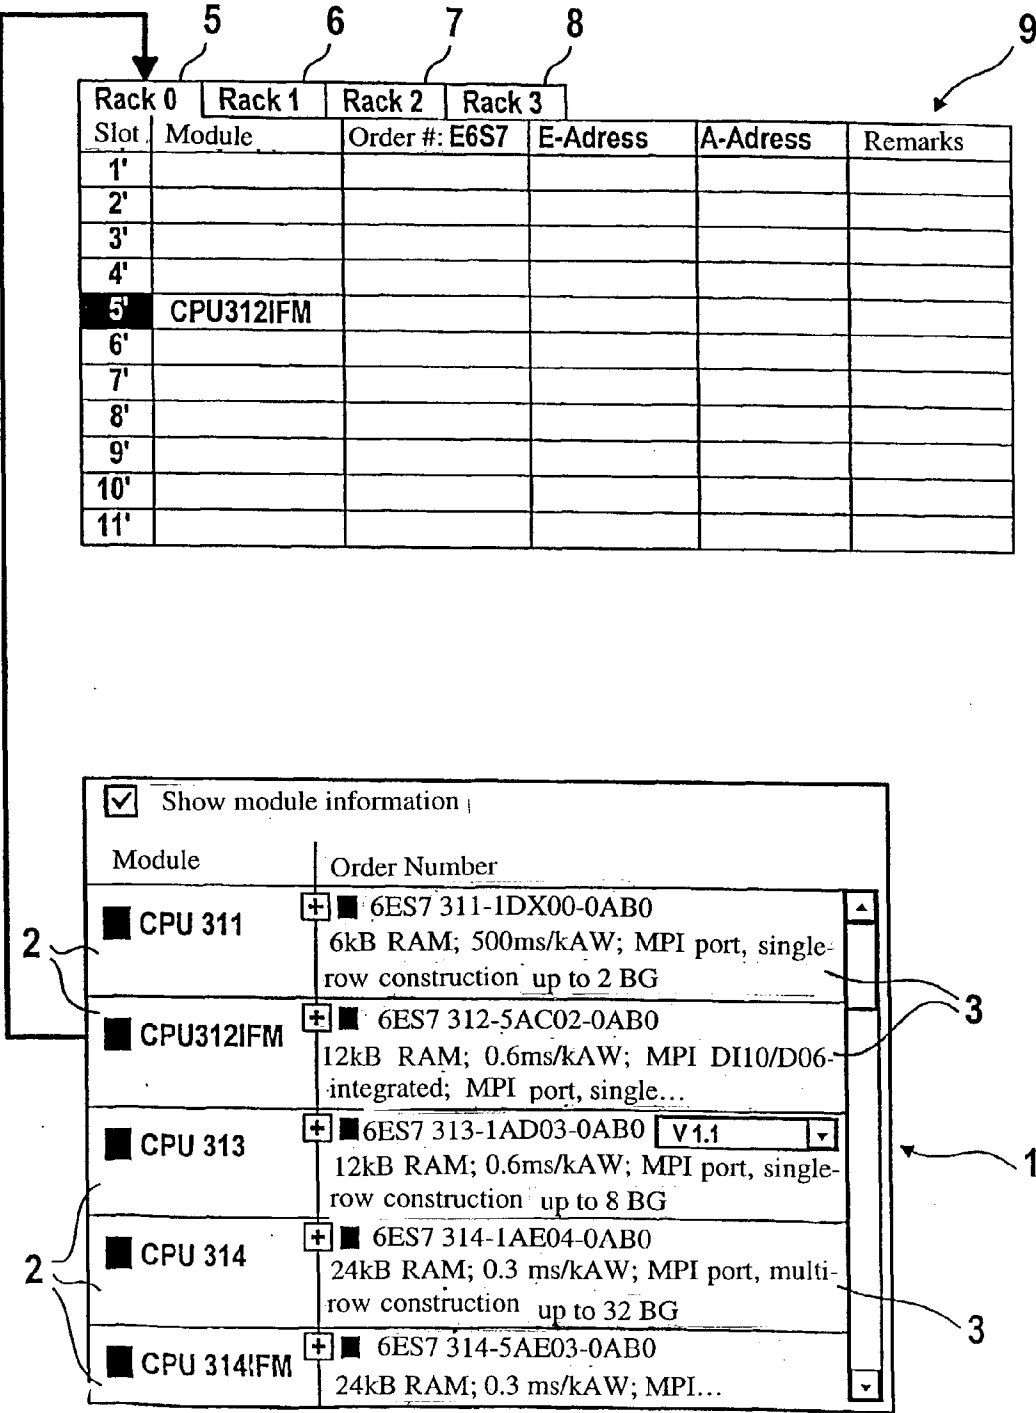 5 6 7 8 9
Rack 0 Rack 1 Rack 2 Rack 3
Slot Module Order #: E6S7 E-Adress A-Adress Remarks
1'
2'
3'
4'
5' CPU312IFM
6'
7'
8'
9'
10'
11'
Show module information
Module Order Number
CPU 311 6ES7 311-1DX00-0AB0
6kB RAM; 500ms/kAW; MPI port, single-
row construction up to 2 BG
2
3
CPU312IFM 6ES7 312-5AC02-0AB0
12kB RAM; 0.6ms/kAW; MPI DI10/D06-
integrated; MPI port, single...
CPU 313 6ES7 313-1AD03-0AB0 V 1.1
12kB RAM; 0.6ms/kAW; MPI port, single-
row construction up to 8 BG
1
CPU 314 6ES7 314-1AE04-0AB0
24kB RAM; 0.3 ms/kAW; MPI port, multi-
row construction up to 32 BG
2
3
CPU 314IFM 6ES7 314-5AE03-0AB0
24kB RAM; 0.3 ms/kAW; MPI...